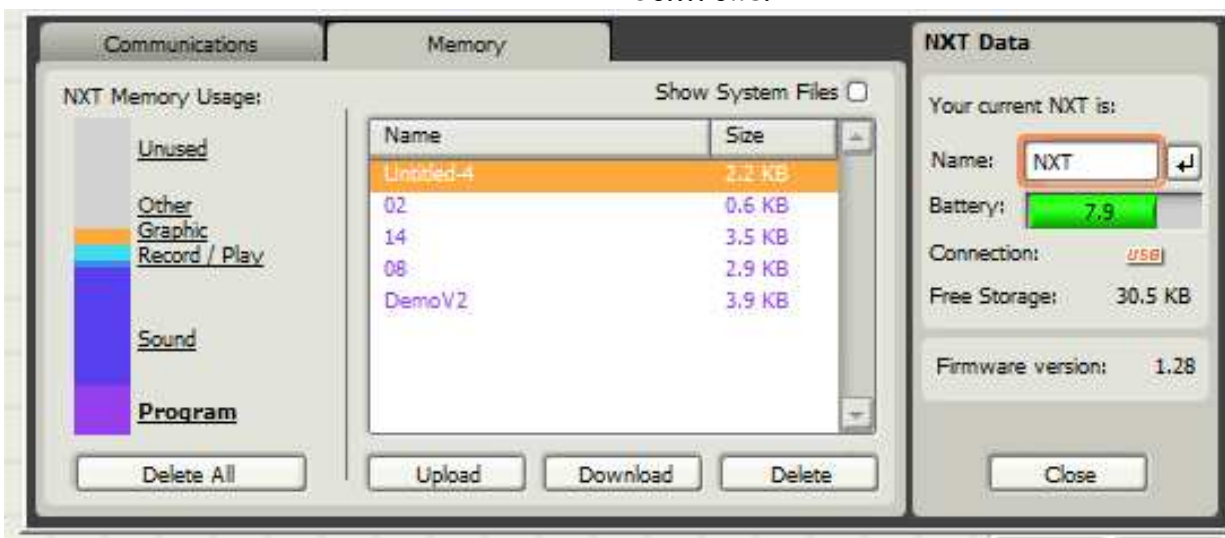 Communications
Memory
NXT Memory Usage:
Unused
Other
Graphic
Record / Play
Sound
Program
Delete All
Show System Files
Name Size
Untitled-4 2.2 KB
02 0.6 KB
14 3.5 KB
08 2.9 KB
DemoV2 3.9 KB
Upload Download Delete
NXT Data
Your current NXT is:
Name: NXT
Battery: 7.9
Connection: USB
Free Storage: 30.5 KB
Firmware version: 1.28
Close